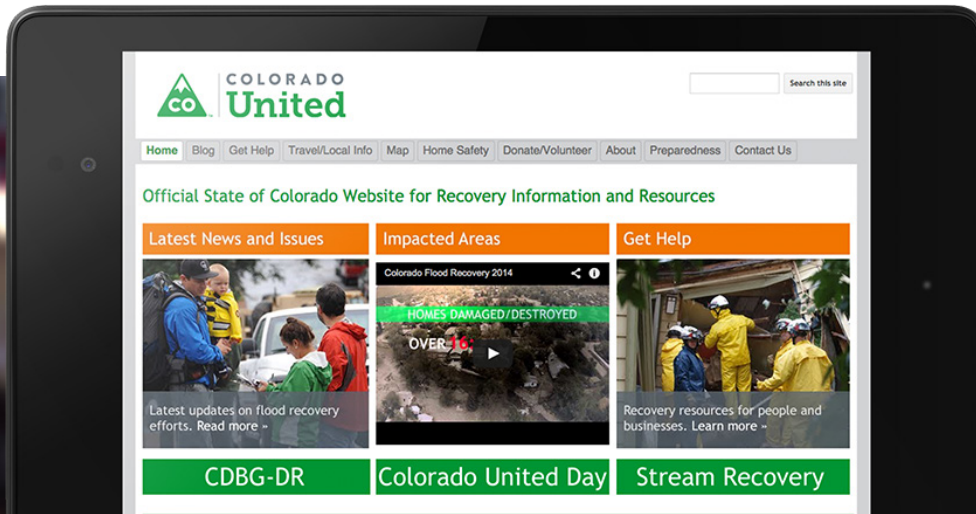 CO
COLORADO
United
Search this site
Home Blog Get Help Travel/Local Info Map Home Safety Donate/Volunteer About Preparedness Contact Us
Official State of Colorado Website for Recovery Information and Resources
Latest News and Issues
Impacted Areas
Get Help
Latest updates on flood recovery
efforts. Read more »
Colorado Flood Recovery 2014
HOMES DAMAGED/DESTROYED
OVER 16:
Recovery resources for people and
businesses. Learn more »
CDBG-DR
Colorado United Day
Stream Recovery